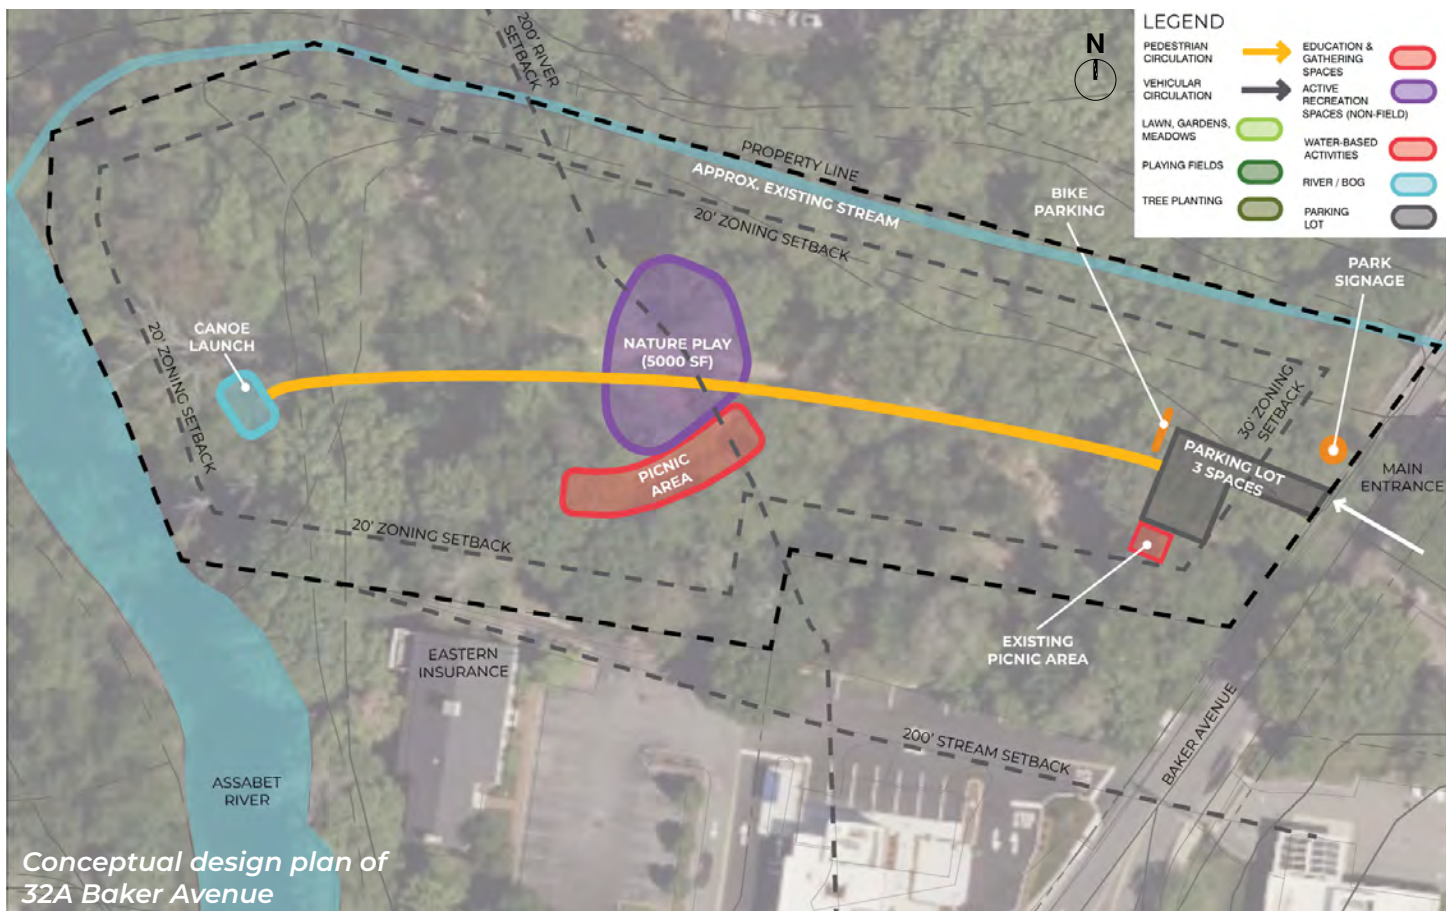 LEGEND
PEDESTRIAN
CIRCULATION
VEHICULAR
CIRCULATION
LAWN, GARDENS,
MEADOWS
PLAYING FIELDS
TREE PLANTING
EDUCATION &
GATHERING
SPACES
ACTIVE
RECREATION
SPACES (NON-FIELD)
WATER-BASED
ACTIVITIES
RIVER / BOG
PARKING
LOT
N
200' RIVER
SETBACK
PROPERTY LINE
APPROX. EXISTING STREAM
20' ZONING SETBACK
BIKE
PARKING
PARK
SIGNAGE
CANOE
LAUNCH
20' ZONING SETBACK
NATURE PLAY
(5000 SF)
PICNIC
AREA
30' ZONING
SETBACK
PARKING LOT
3 SPACES
MAIN
ENTRANCE
20' ZONING SETBACK
EXISTING
PICNIC AREA
EASTERN
INSURANCE
200' STREAM SETBACK
BAKER AVENUE
ASSABET
RIVER
Conceptual design plan of
32A Baker Avenue